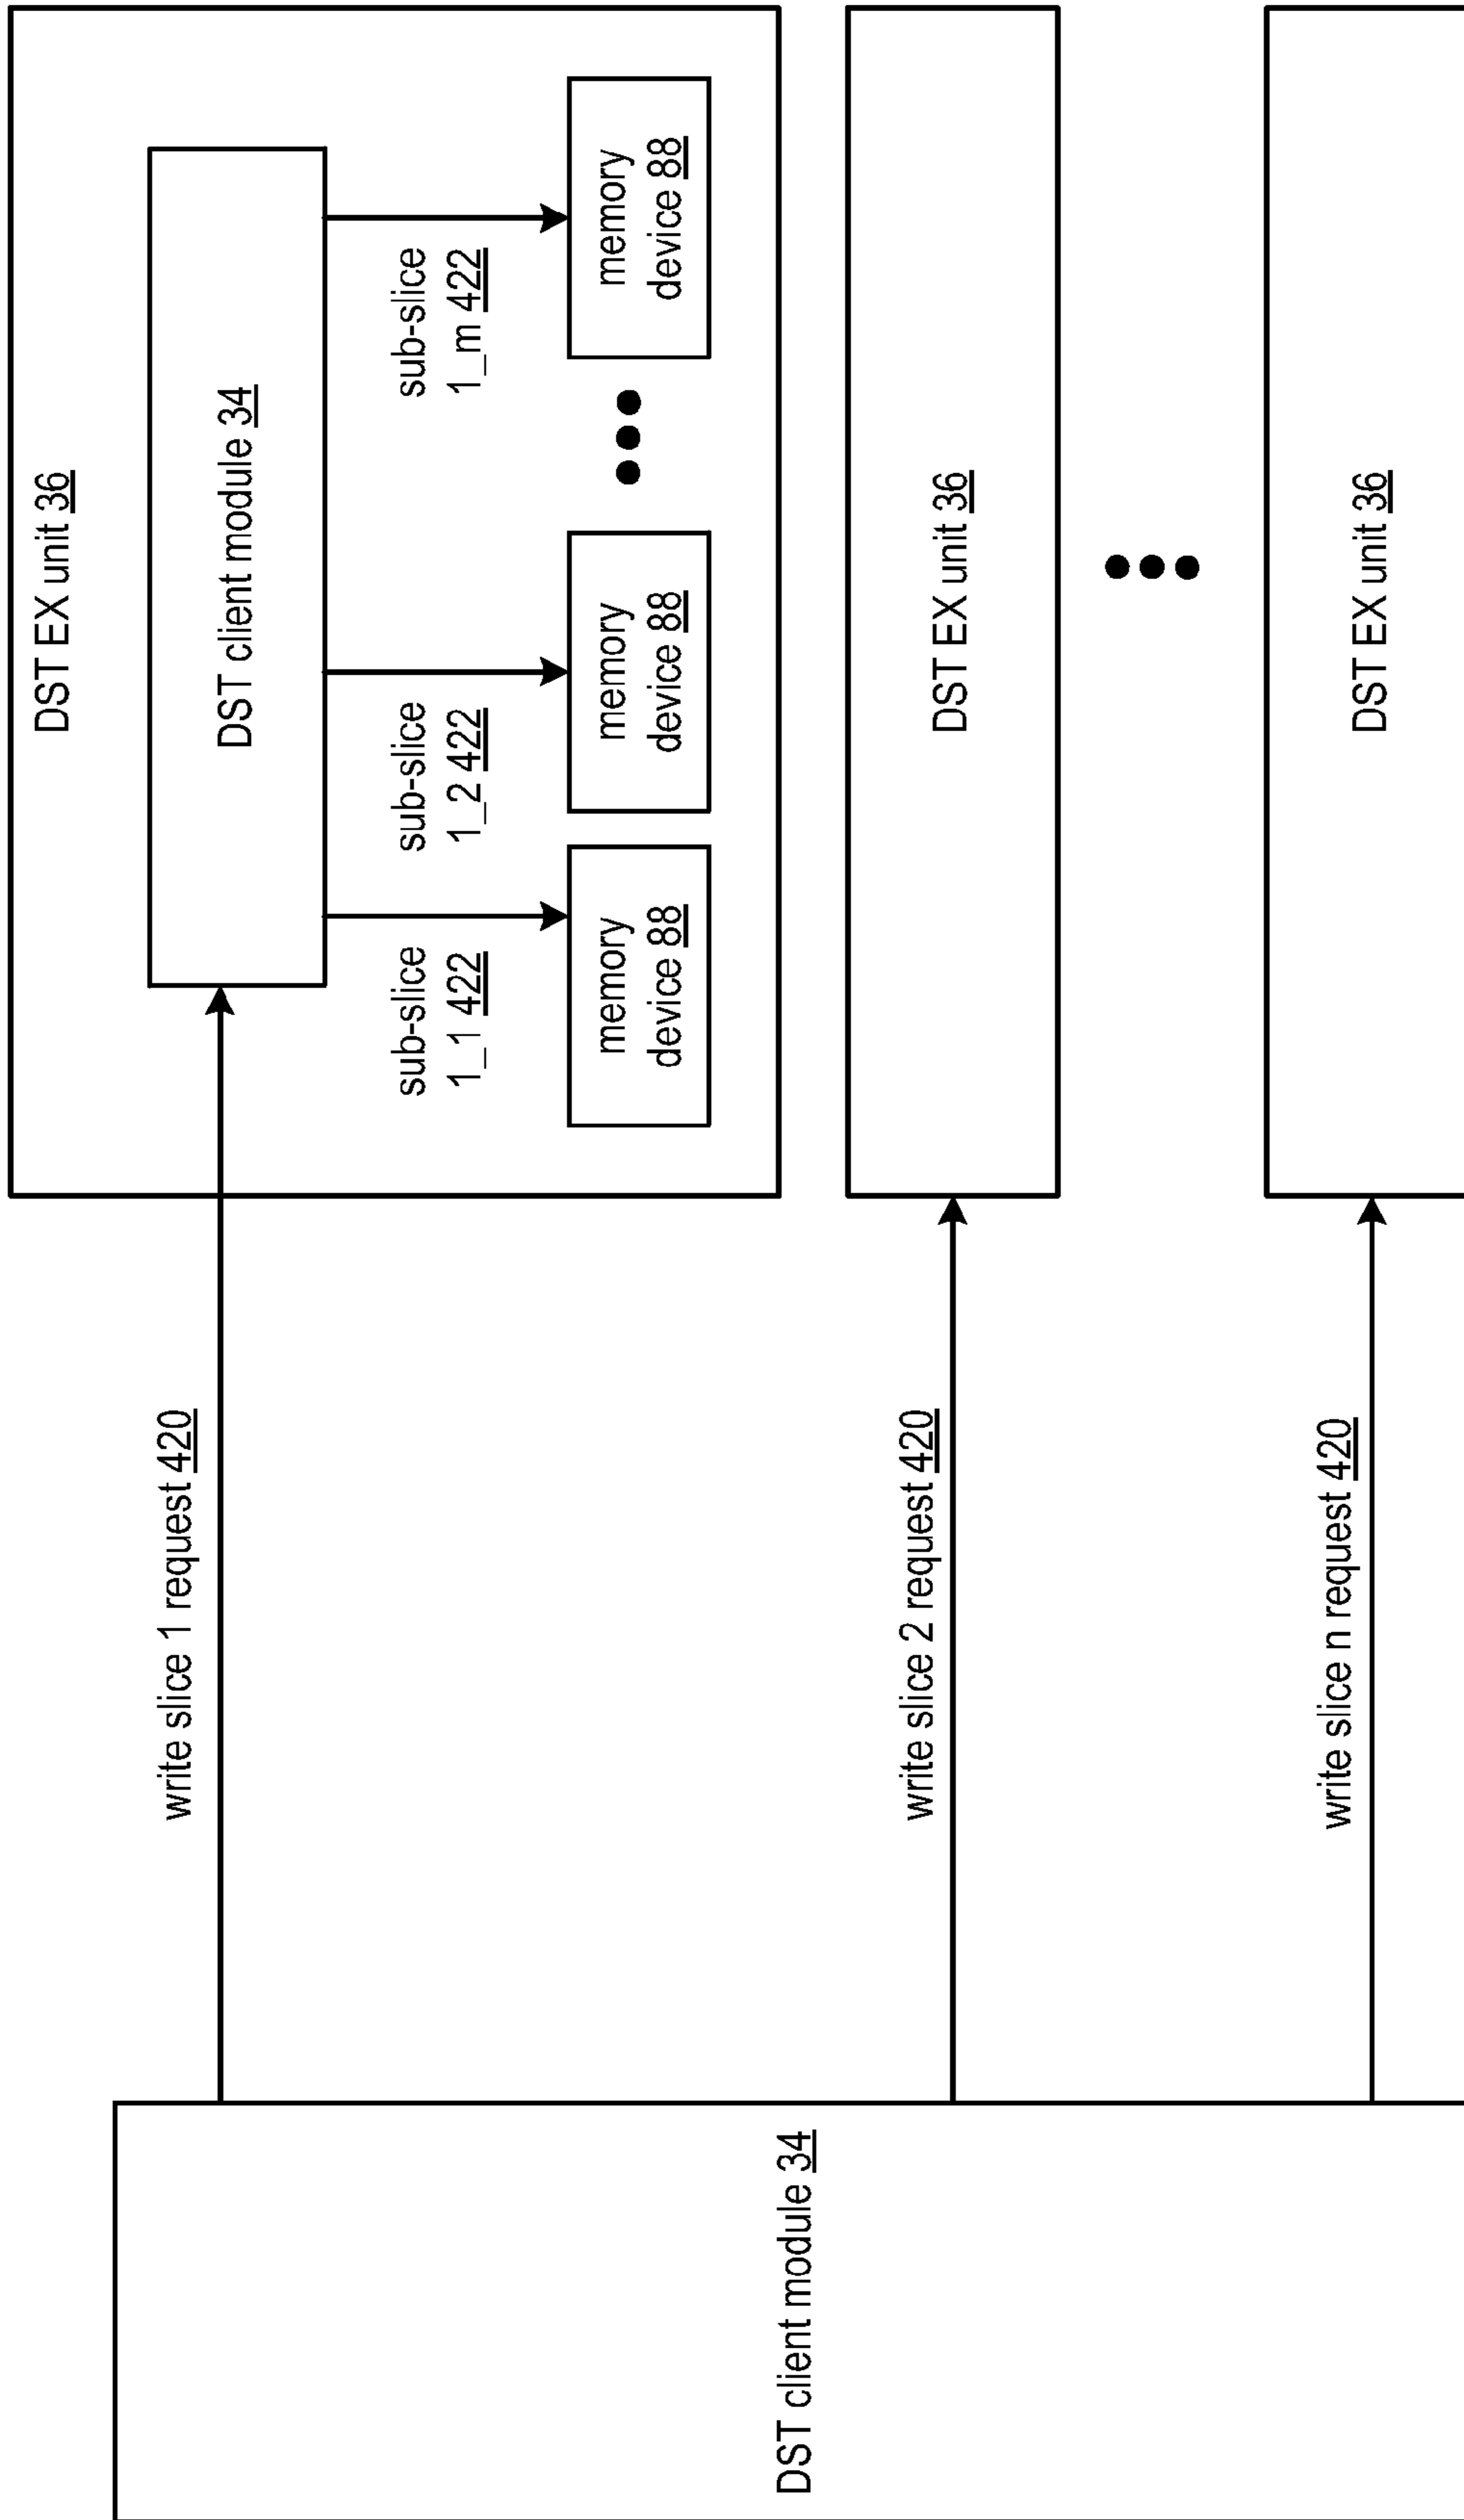 DST client module 34
write slice 1 request 420
write slice 2 request 420
write slice n request 420
DST EX unit 36
DST client module 34
sub-slice
1_1 422
sub-slice
1_2 422
sub-slice
1_m 422
memory
device 88
memory
device 88
memory
device 88
DST EX unit 36
DST EX unit 36